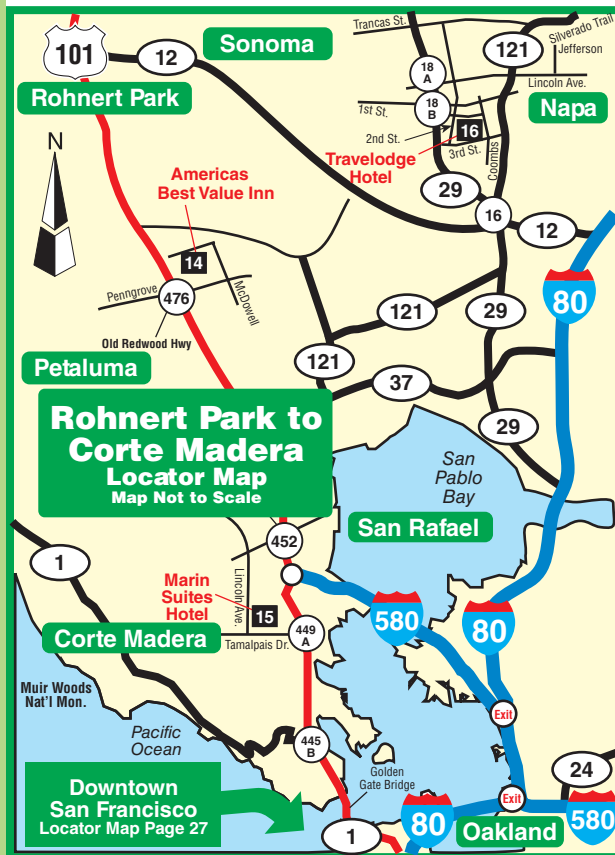 Trancas St.
Silverado Trail
Sonoma
101
12
121
Jefferson
18
A
Lincoln Ave.
Rohnert Park
1st St.
18
B
Napa
2nd St.
16
3rd St.
Coombs
N
Americas
Best Value Inn
Travelodge
Hotel
29
16
12
14
80
Penngrove
476
McDowell
Old Redwood Hwy
121
29
121
Petaluma
37
Rohnert Park to
Corte Madera
Locator Map
Map Not to Scale
29
San
Pablo
Bay
San Rafael
452
1
Marin
Suites
Hotel
Lincoln Ave.
15
580
80
Corte Madera
449
A
Tamalpais Dr.
Muir Woods
Nat'l Mon.
Exit
Pacific
Ocean
445
B
Golden
Gate Bridge
24
Downtown
San Francisco
Locator Map Page 27
Exit
1
80
Oakland
580